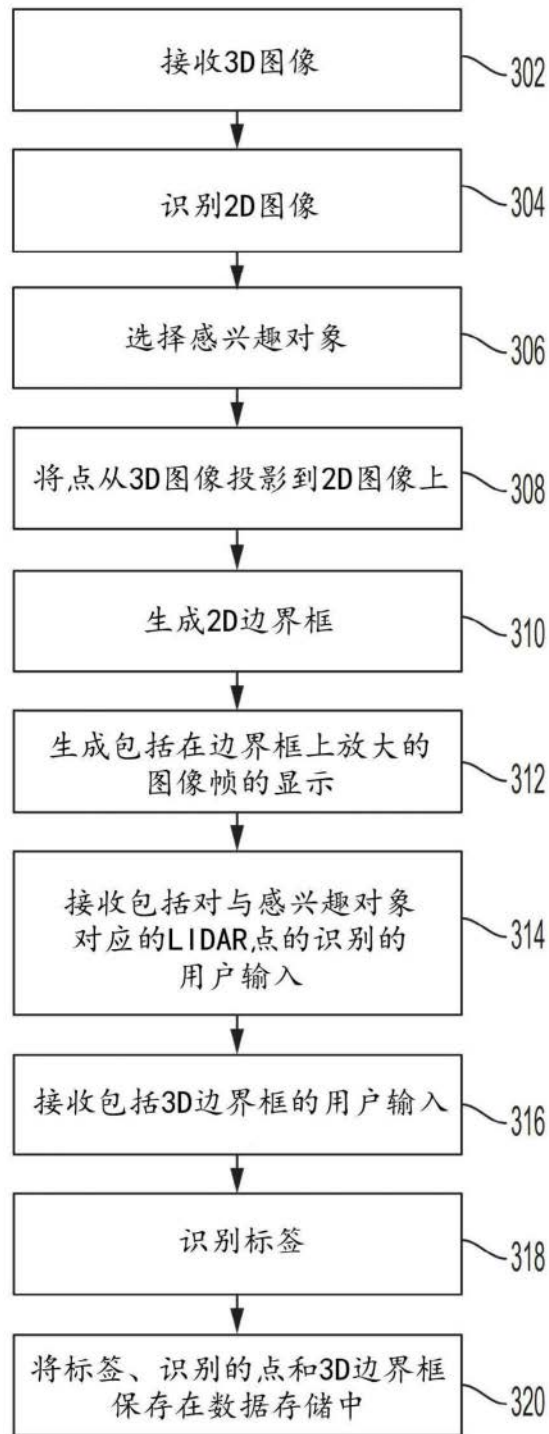 接收3D图像
302
识别2D图像
304
选择感兴趣对象
306
将点从3D图像投影到2D图像上
308
生成2D边界框
310
生成包括在边界框上放大的
图像帧的显示
312
接收包括对与感兴趣对象
对应的LIDAR点的识别的
用户输入
314
接收包括3D边界框的用户输入
316
识别标签
318
将标签、识别的点和3D边界框
保存在数据存储中
320